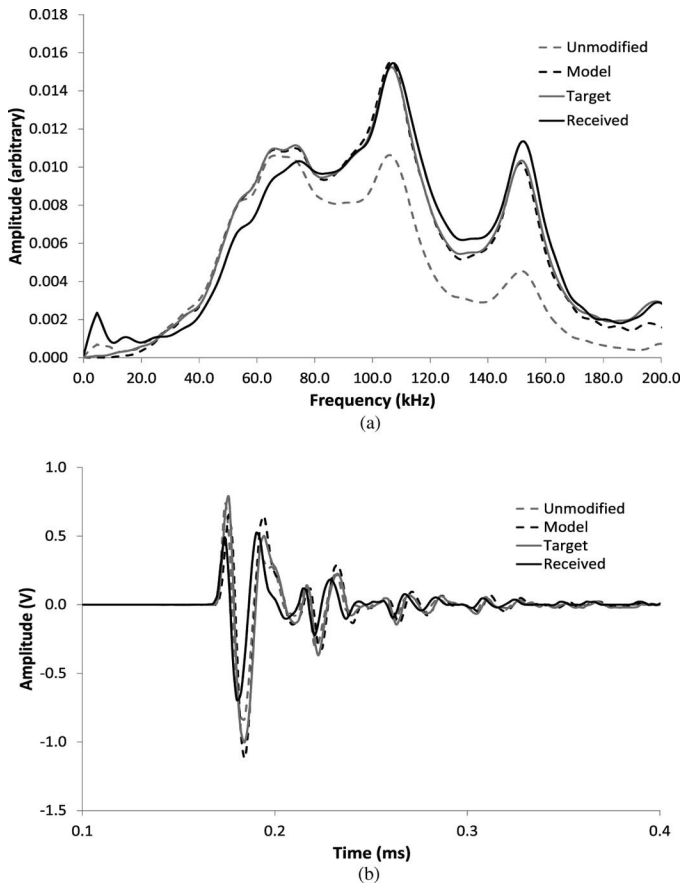 0.018
0.016
0.014
0.012
0.010
0.008
0.006
0.004
0.002
0.000
Amplitude (arbitrary)
Unmodified
Model
Target
Received
0.0 20.0 40.0 60.0 80.0 100.0 120.0 140.0 160.0 180.0 200.0
Frequency (kHz)
(a)
1.0
0.5
0.0
-0.5
-1.0
-1.5
Amplitude (V)
Unmodified
Model
Target
Received
0.1 0.2 0.3 0.4
Time (ms)
(b)